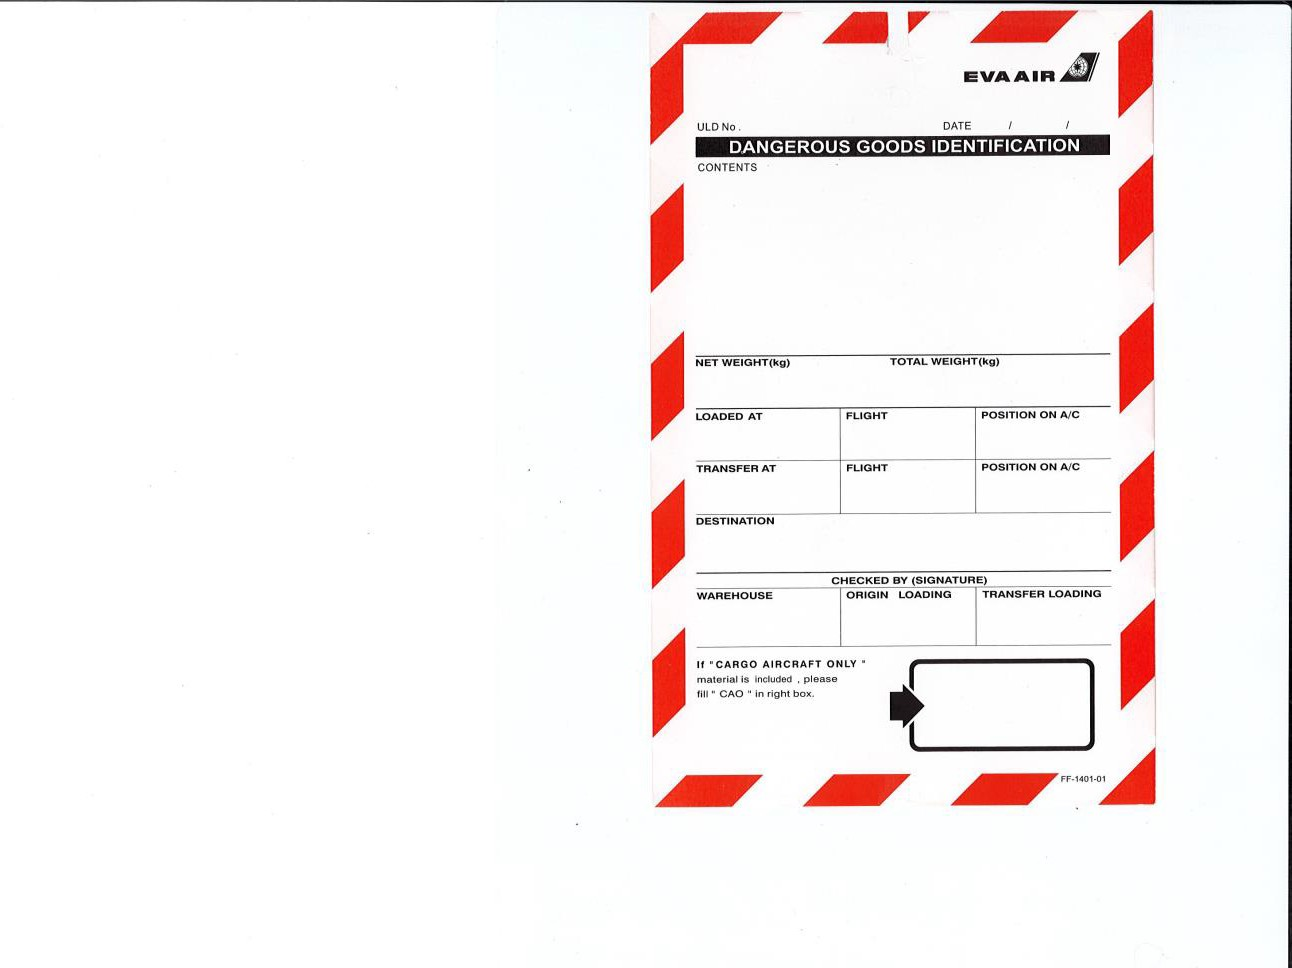 EVA AIR
ULD No. DATE / /
DANGEROUS GOODS IDENTIFICATION
CONTENTS
NET WEIGHT(kg) TOTAL WEIGHT(kg)
LOADED AT FLIGHT POSITION ON A/C
TRANSFER AT FLIGHT POSITION ON A/C
DESTINATION
CHECKED BY (SIGNATURE)
WAREHOUSE ORIGIN LOADING TRANSFER LOADING
If "CARGO AIRCRAFT ONLY"
material is included, please
fill "CAO" in right box.
FF-1401-01